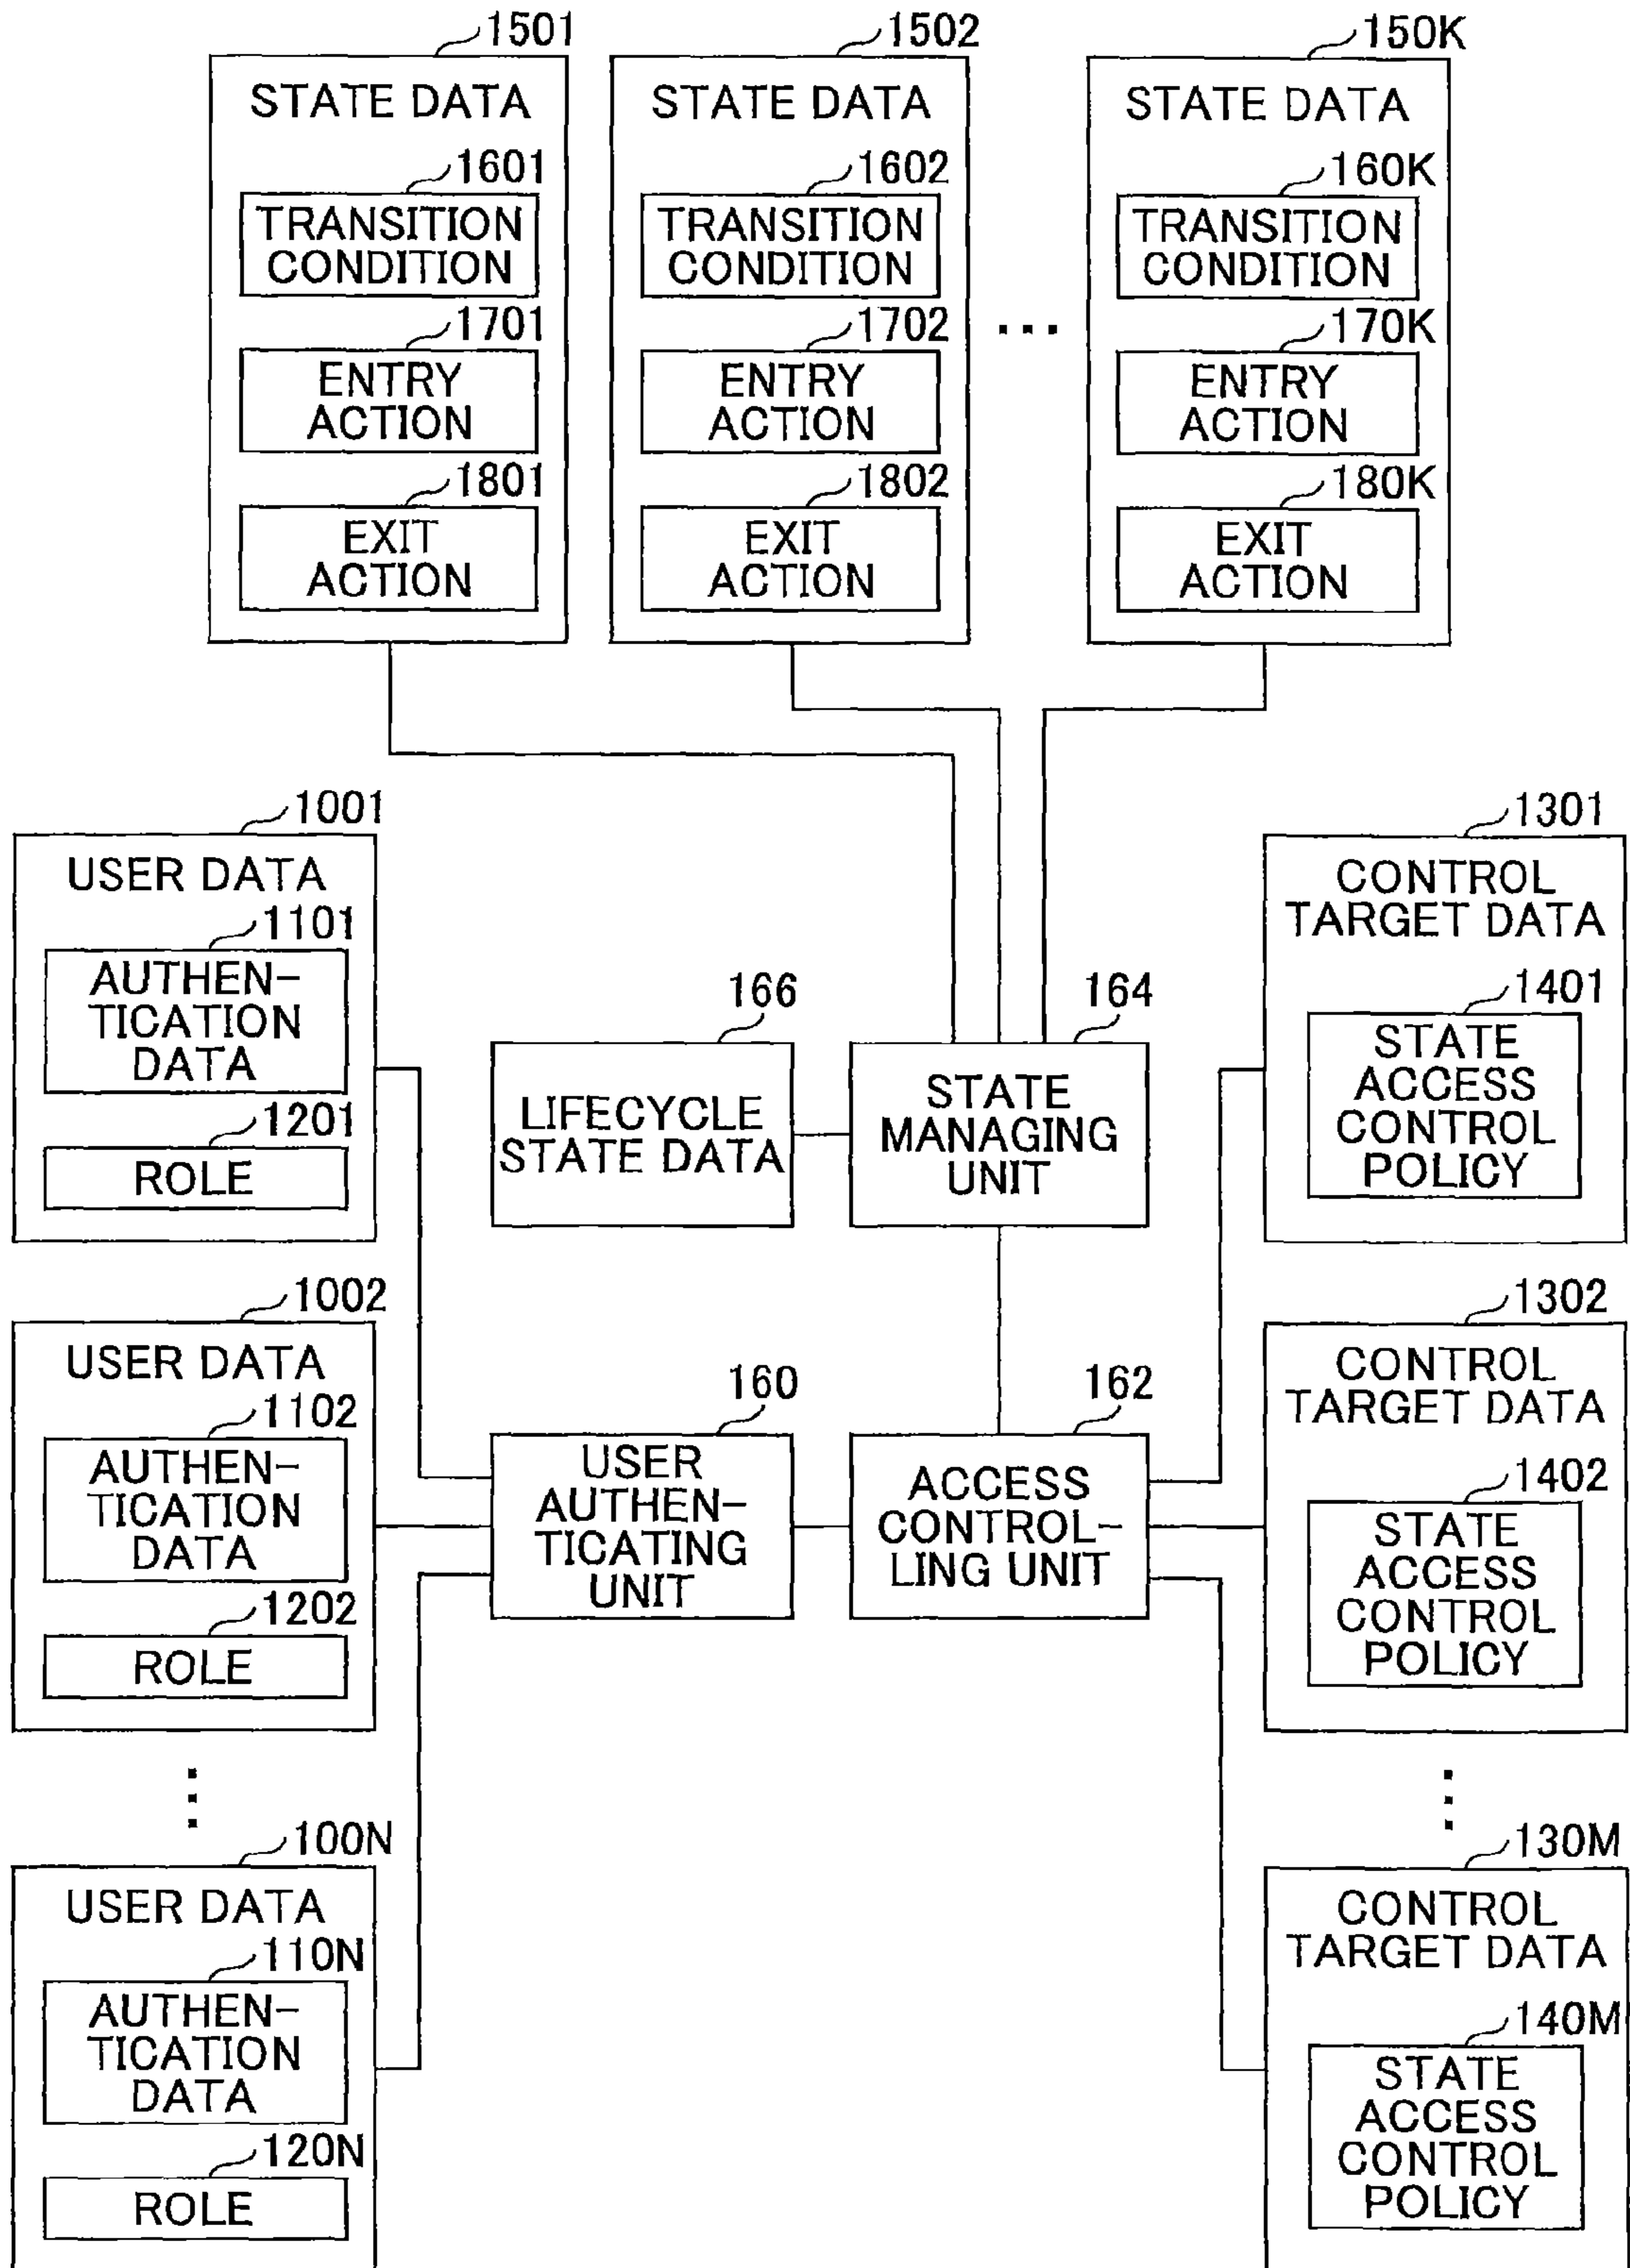 1501
STATE DATA
1601
TRANSITION
CONDITION
1701
ENTRY
ACTION
1801
EXIT
ACTION
1502
STATE DATA
1602
TRANSITION
CONDITION
1702
ENTRY
ACTION
1802
EXIT
ACTION
...
150K
STATE DATA
160K
TRANSITION
CONDITION
170K
ENTRY
ACTION
180K
EXIT
ACTION
1001
USER DATA
1101
AUTHEN-
TICATION
DATA
1201
ROLE
1002
USER DATA
1102
AUTHEN-
TICATION
DATA
1202
ROLE
100N
USER DATA
110N
AUTHEN-
TICATION
DATA
120N
ROLE
166
LIFECYCLE
STATE DATA
164
STATE
MANAGING
UNIT
160
USER
AUTHEN-
TICATING
UNIT
162
ACCESS
CONTROL-
LING UNIT
1301
CONTROL
TARGET DATA
1401
STATE
ACCESS
CONTROL
POLICY
1302
CONTROL
TARGET DATA
1402
STATE
ACCESS
CONTROL
POLICY
130M
CONTROL
TARGET DATA
140M
STATE
ACCESS
CONTROL
POLICY